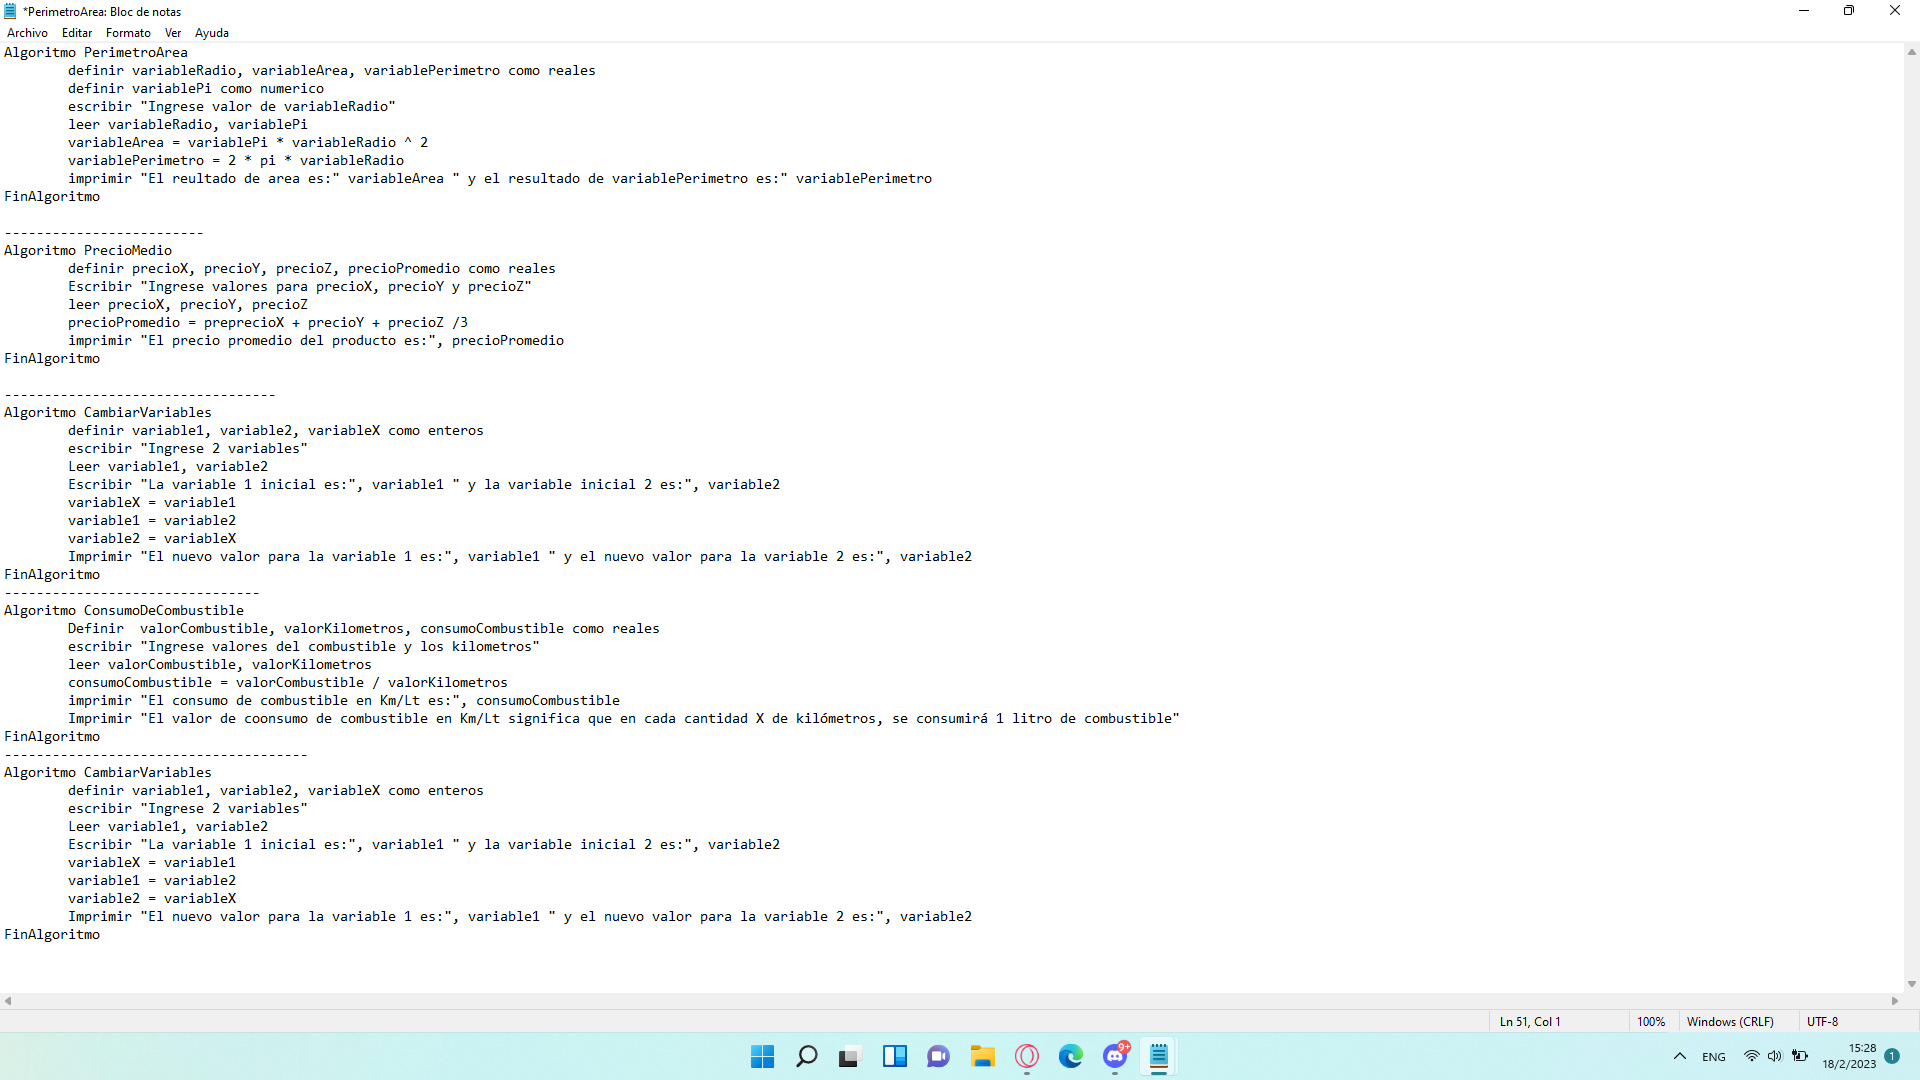 *PerimetroArea: Bloc de notas
Archivo Editar Formato Ver Ayuda
Algoritmo PerimetroArea
definir variableRadio, variableArea, variablePerimetro como reales
definir variablePi como numerico
escribir "Ingrese valor de variableRadio"
leer variableRadio, variablePi
variableArea = variablePi * variableRadio ^ 2
variablePerimetro = 2 * pi * variableRadio
imprimir "El reultado de area es:" variableArea " y el resultado de variablePerimetro es:" variablePerimetro
FinAlgoritmo
-------------------------
Algoritmo PrecioMedio
definir precioX, precioY, precioZ, precioPromedio como reales
Escribir "Ingrese valores para precioX, precioY y precioZ"
leer precioX, precioY, precioZ
precioPromedio = preprecioX + precioY + precioZ /3
imprimir "El precio promedio del producto es:", precioPromedio
FinAlgoritmo
----------------------------------
Algoritmo CambiarVariables
definir variable1, variable2, variableX como enteros
escribir "Ingrese 2 variables"
Leer variable1, variable2
Escribir "La variable 1 inicial es:", variable1 " y la variable inicial 2 es:", variable2
variableX = variable1
variable1 = variable2
variable2 = variableX
Imprimir "El nuevo valor para la variable 1 es:", variable1 " y el nuevo valor para la variable 2 es:", variable2
FinAlgoritmo
--------------------------------
Algoritmo ConsumoDeCombustible
Definir  valorCombustible, valorKilometros, consumoCombustible como reales
escribir "Ingrese valores del combustible y los kilometros"
leer valorCombustible, valorKilometros
consumoCombustible = valorCombustible / valorKilometros
imprimir "El consumo de combustible en Km/Lt es:", consumoCombustible
Imprimir "El valor de coonsumo de combustible en Km/Lt significa que en cada cantidad X de kilómetros, se consumirá 1 litro de combustible"
FinAlgoritmo
--------------------------------------
Algoritmo CambiarVariables
definir variable1, variable2, variableX como enteros
escribir "Ingrese 2 variables"
Leer variable1, variable2
Escribir "La variable 1 inicial es:", variable1 " y la variable inicial 2 es:", variable2
variableX = variable1
variable1 = variable2
variable2 = variableX
Imprimir "El nuevo valor para la variable 1 es:", variable1 " y el nuevo valor para la variable 2 es:", variable2
FinAlgoritmo
Ln 51, Col 1 100% Windows (CRLF) UTF-8
9+ ENG 15:28 1
18/2/2023